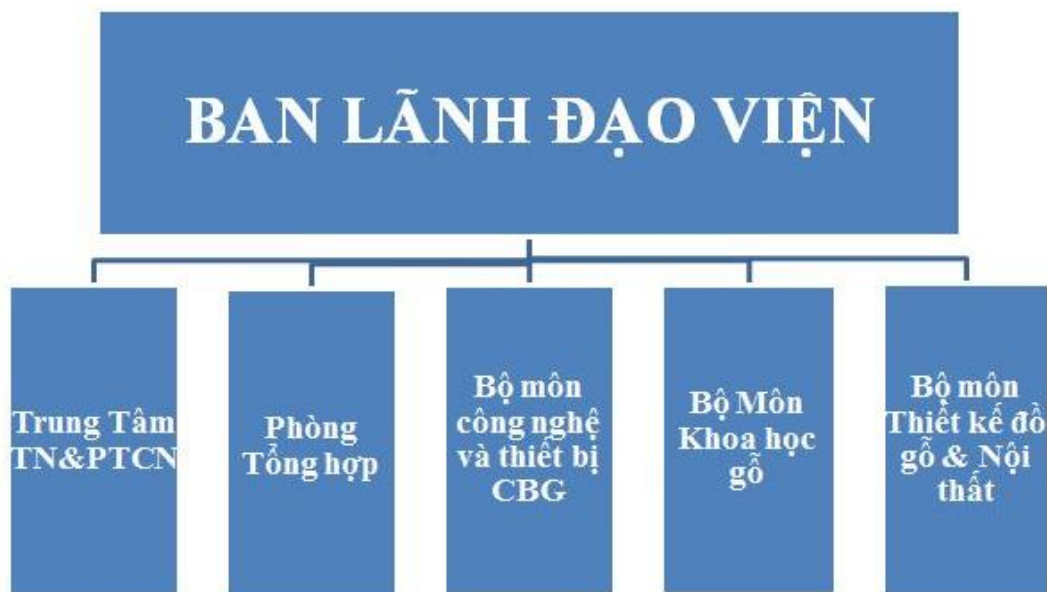 BAN LÃNH ĐẠO VIỆN
Trung Tâm
TN&PTCN
Phòng
Tổng hợp
Bộ môn
công nghệ
và thiết bị
CBG
Bộ Môn
Khoa học
gỗ
Bộ môn
Thiết kế đồ
gỗ & Nội
thất